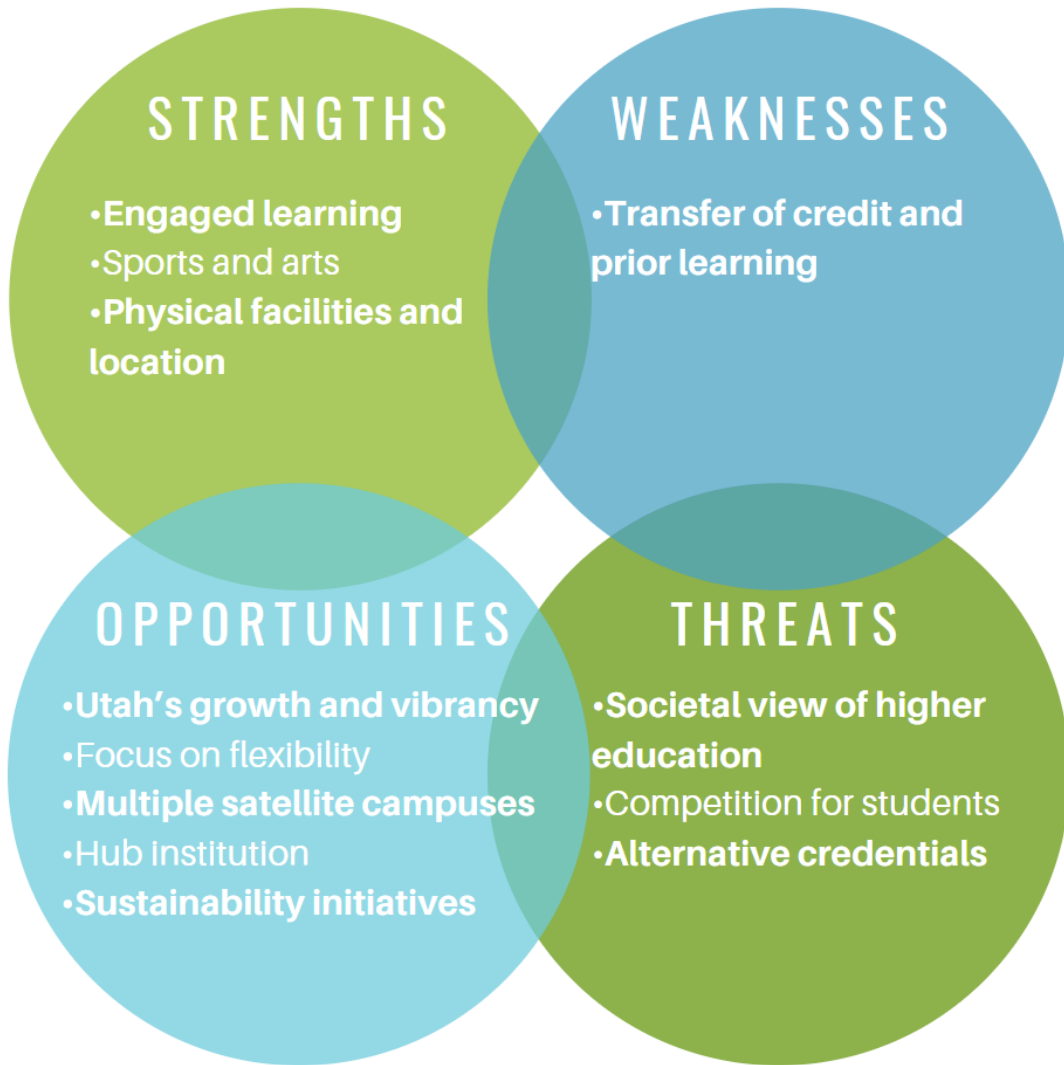 STRENGTHS
•Engaged learning
•Sports and arts
•Physical facilities and
location
WEAKNESSES
•Transfer of credit and
prior learning
OPPORTUNITIES
•Utah's growth and vibrancy
•Focus on flexibility
•Multiple satellite campuses
•Hub institution
•Sustainability initiatives
THREATS
•Societal view of higher
education
•Competition for students
•Alternative credentials